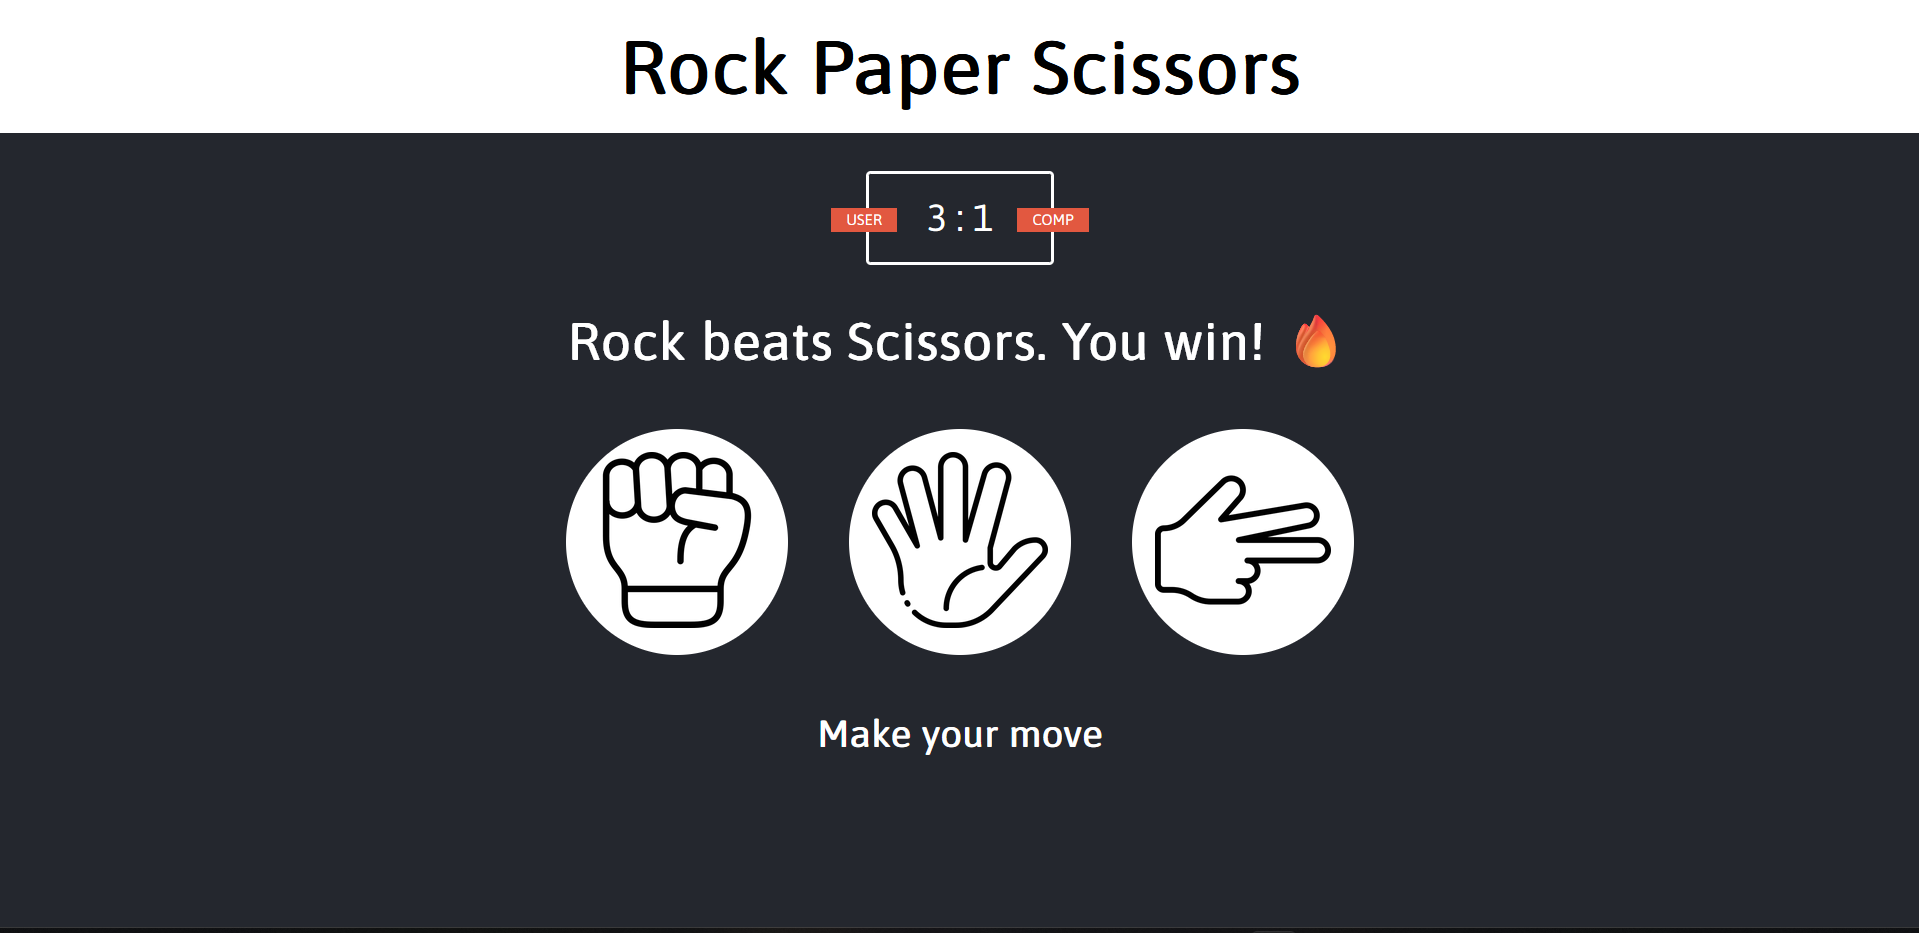 Rock Paper Scissors
USER 3:1 COMP
Rock beats Scissors. You win! 🔥
Make your move